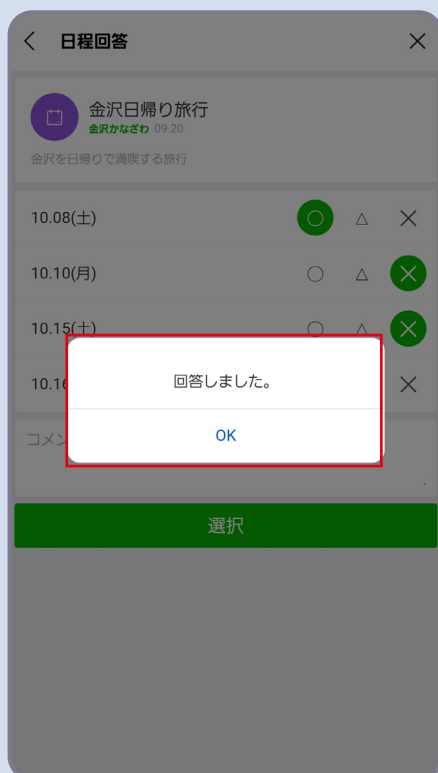 日程回答
金沢日帰り旅行
金沢かなざわ 09.20
金沢を日帰りで満喫する旅行
10.08(土) ○ △ ×
10.10(月) ○ △ ×
10.15(土) ○ △ ×
10.16 ×
回答しました。
OK
コメン
選択